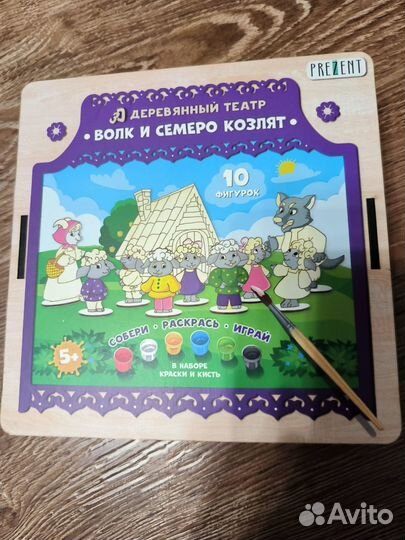 PREZENT
ДЕРЕВЯННЫЙ ТЕАТР
• ВОЛК И СЕМЕРО КОЗЛЯТ •
10
ФИГУРОК
СОБЕРИ • РАСКРАСЬ • ИГРАЙ
5+
В НАБОРЕ
КРАСКИ И КИСТЬ
Avito